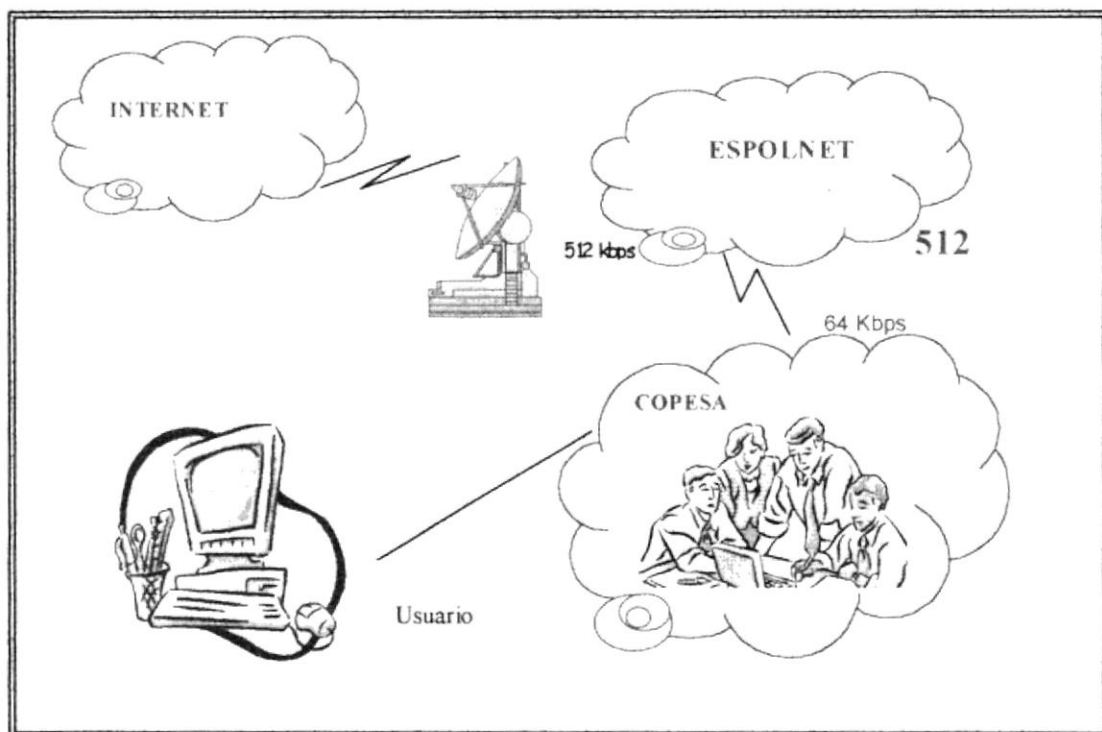 INTERNET
ESPOLNET
512 kbps
512
64 Kbps
COPESA
Usuario